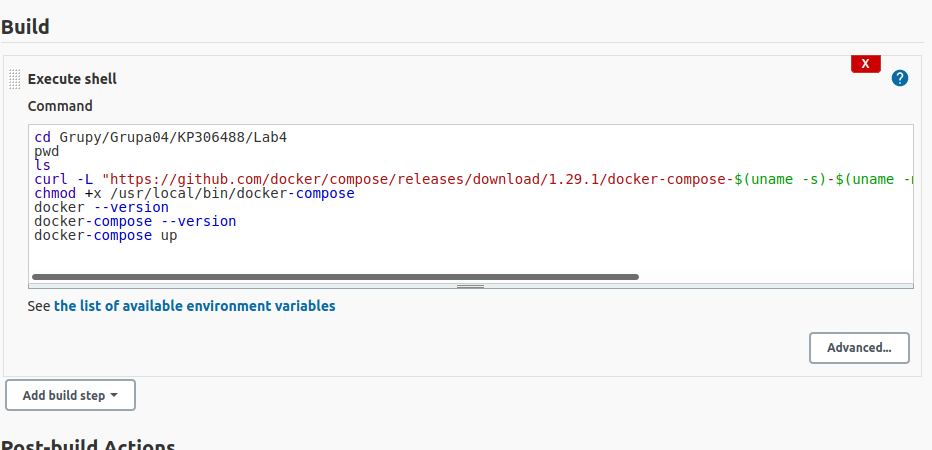 Build
X
Execute shell
?
Command
cd Grupy/Grupa04/KP306488/Lab4
pwd
ls
curl -L "https://github.com/docker/compose/releases/download/1.29.1/docker-compose-$(uname -s)-$(uname -
chmod +x /usr/local/bin/docker-compose
docker --version
docker-compose --version
docker-compose up
See the list of available environment variables
Advanced...
Add build step
Post-build Actions